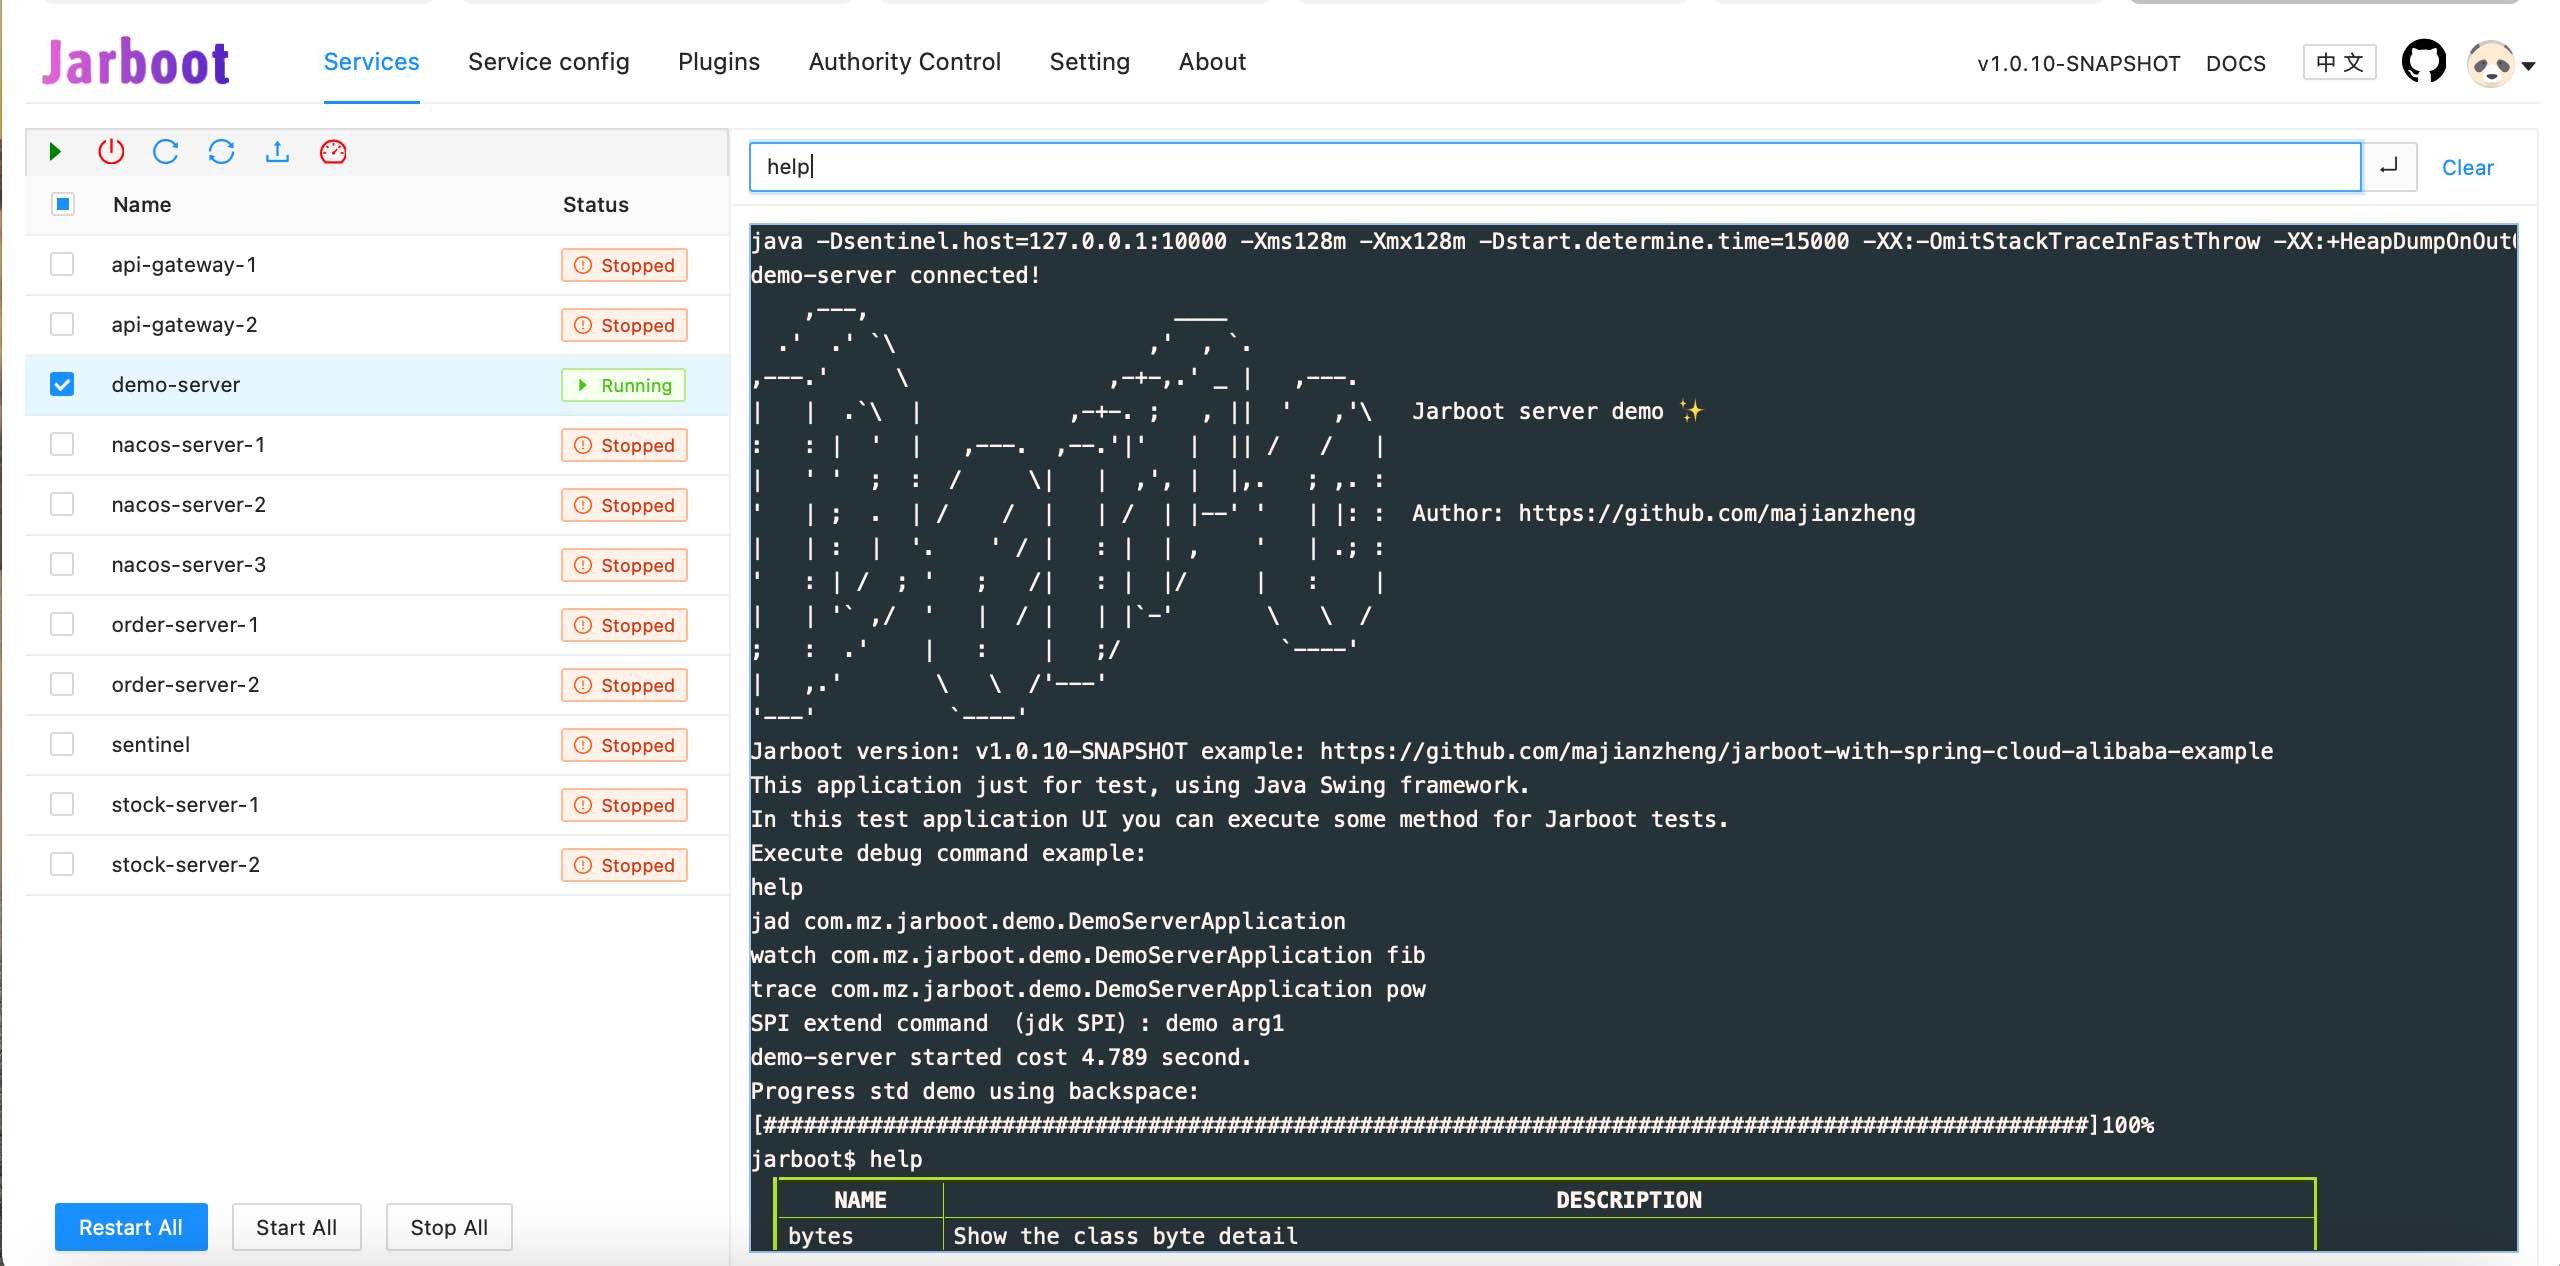 Jarboot Services Service config Plugins Authority Control Setting About v1.0.10-SNAPSHOT DOCS 中文
help Clear
Name Status
api-gateway-1 Stopped
api-gateway-2 Stopped
demo-server Running
nacos-server-1 Stopped
nacos-server-2 Stopped
nacos-server-3 Stopped
order-server-1 Stopped
order-server-2 Stopped
sentinel Stopped
stock-server-1 Stopped
stock-server-2 Stopped
Restart All Start All Stop All
java -Dsentinel.host=127.0.0.1:10000 -Xms128m -Xmx128m -Dstart.determine.time=15000 -XX:-OmitStackTraceInFastThrow
demo-server connected!
Jarboot server demo ✨
Author: https://github.com/majianzheng
Jarboot version: v1.0.10-SNAPSHOT example: https://github.com/majianzheng/jarboot-with-spring-cloud-alibaba-example
This application just for test, using Java Swing framework.
In this test application UI you can execute some method for Jarboot tests.
Execute debug command example:
help
jad com.mz.jarboot.demo.DemoServerApplication
watch com.mz.jarboot.demo.DemoServerApplication fib
trace com.mz.jarboot.demo.DemoServerApplication pow
SPI extend command （jdk SPI）: demo arg1
demo-server started cost 4.789 second.
Progress std demo using backspace:
[####################################################################################################]100%
jarboot$ help
NAME DESCRIPTION
bytes Show the class byte detail